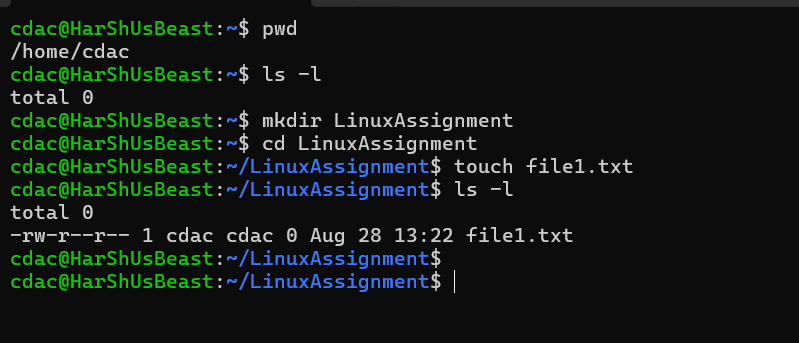 cdac@HarShUsBeast:~$ pwd
/home/cdac
cdac@HarShUsBeast:~$ ls -l
total 0
cdac@HarShUsBeast:~$ mkdir LinuxAssignment
cdac@HarShUsBeast:~$ cd LinuxAssignment
cdac@HarShUsBeast:~/LinuxAssignment$ touch file1.txt
cdac@HarShUsBeast:~/LinuxAssignment$ ls -l
total 0
-rw-r--r-- 1 cdac cdac 0 Aug 28 13:22 file1.txt
cdac@HarShUsBeast:~/LinuxAssignment$
cdac@HarShUsBeast:~/LinuxAssignment$